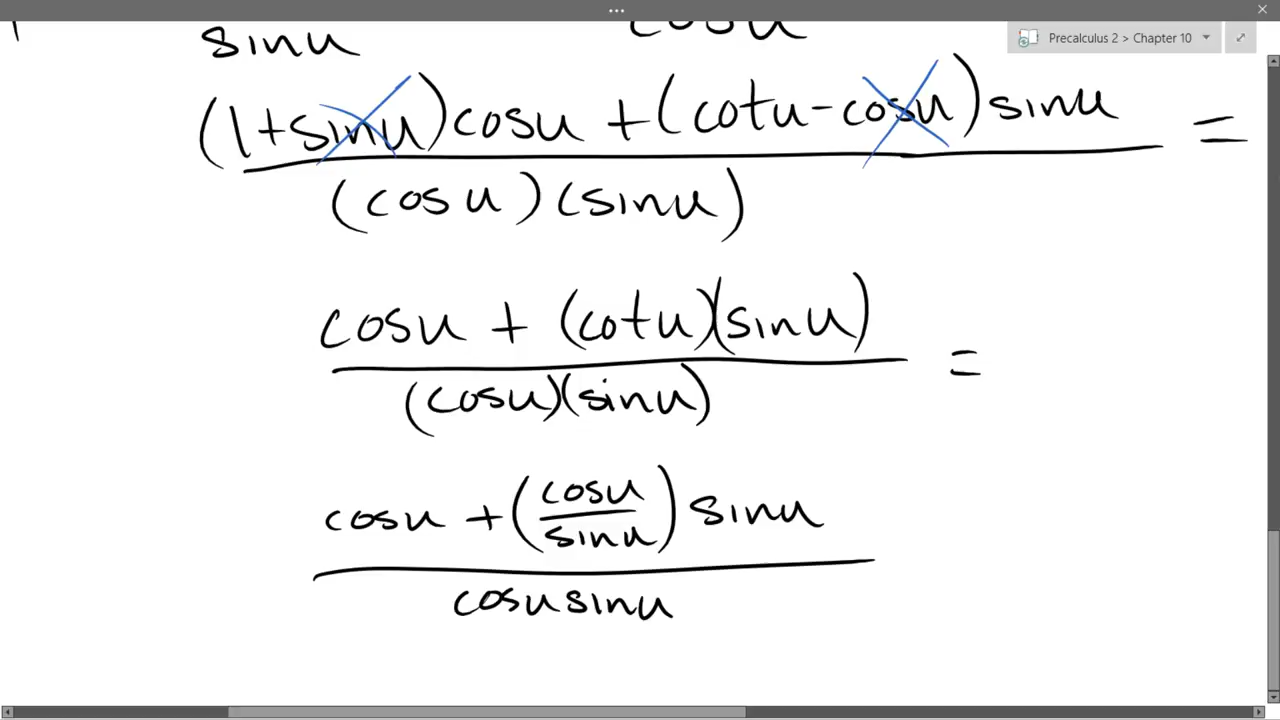 ...
Precalculus 2 > Chapter 10
sinu cosu
(1+sinu)cosu + (cotu-cosu)sinu =
(cosu)(sinu)
cosu + (cotu)(sinu) =
(cosu)(sinu)
cosu + (cosu/sinu) sinu
cosusinu